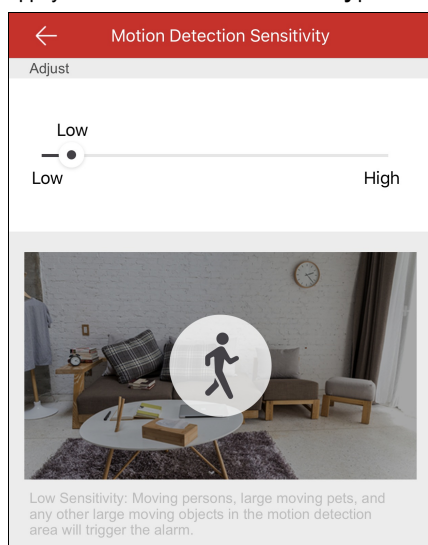 Motion Detection Sensitivity
Adjust
Low
Low High
Low Sensitivity: Moving persons, large moving pets, and
any other large moving objects in the motion detection
area will trigger the alarm.